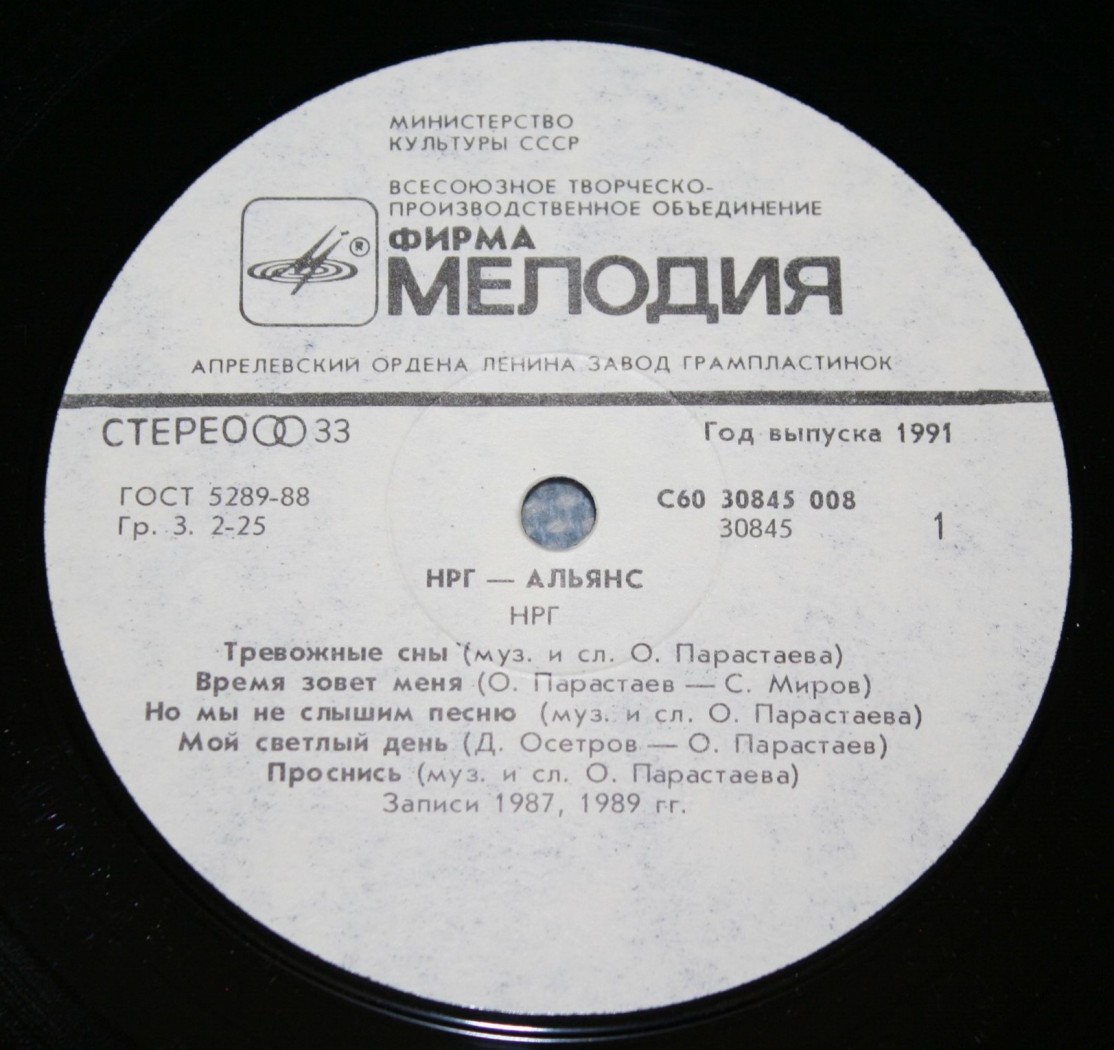 МИНИСТЕРСТВО
КУЛЬТУРЫ СССР
ВСЕСОЮЗНОЕ ТВОРЧЕСКО-
ПРОИЗВОДСТВЕННОЕ ОБЪЕДИНЕНИЕ
®
ФИРМА
МЕЛОДИЯ
АПРЕЛЕВСКИЙ ОРДЕНА ЛЕНИНА ЗАВОД ГРАМПЛАСТИНОК
СТЕРЕО 33
Год выпуска 1991
ГОСТ 5289-88
Гр. 3. 2-25
С60 30845 008
30845
1
НРГ — АЛЬЯНС
НРГ
Тревожные сны (муз. и сл. О. Парастаева)
Время зовет меня (О. Парастаев — С. Миров)
Но мы не слышим песню (муз. и сл. О. Парастаева)
Мой светлый день (Д. Осетров — О. Парастаев)
Проснись (муз. и сл. О. Парастаева)
Записи 1987, 1989 гг.